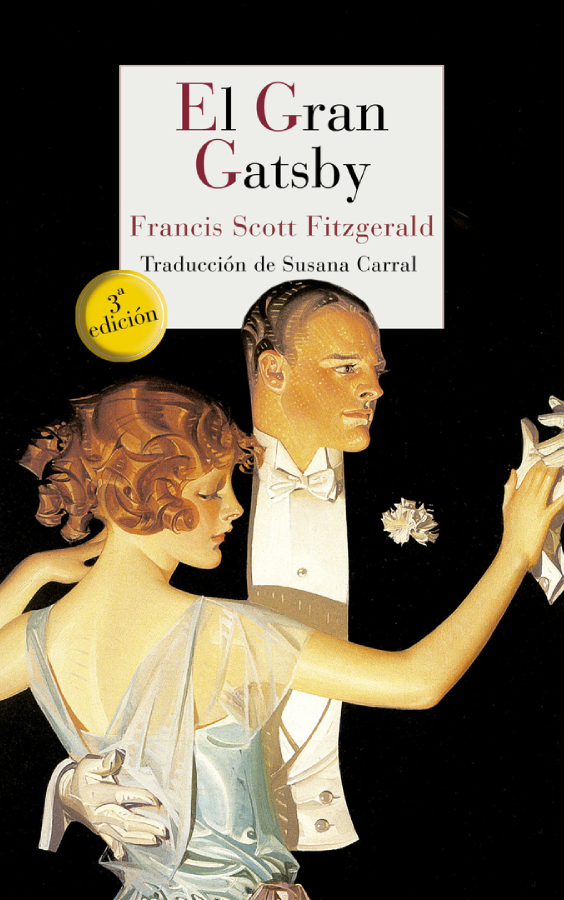 El Gran
Gatsby
Francis Scott Fitzgerald
Traducción de Susana Carral
3ª
edición